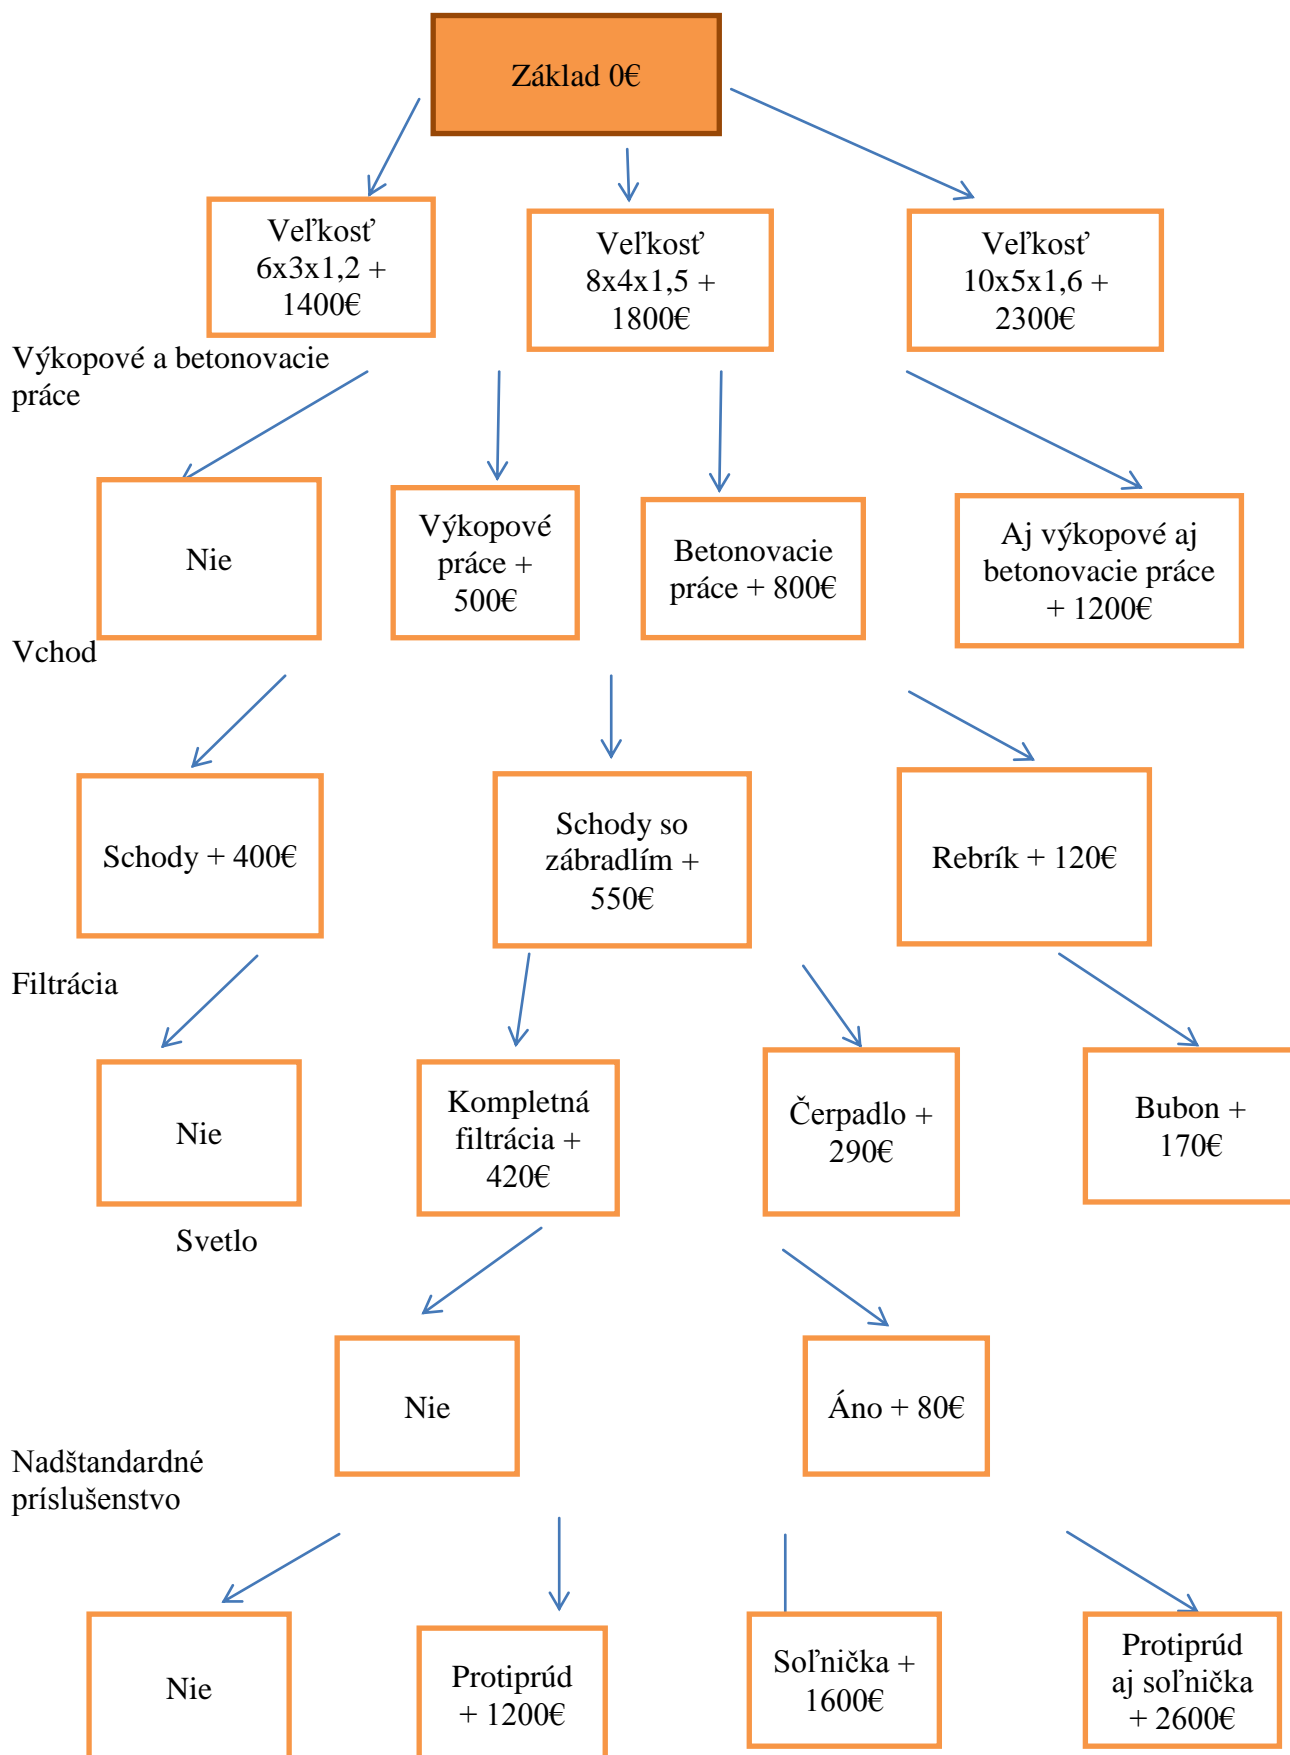 Základ 0€
Veľkosť
6x3x1,2 +
1400€
Veľkosť
8x4x1,5 +
1800€
Veľkosť
10x5x1,6 +
2300€
Výkopové a betonovacie
práce
Nie
Výkopové
práce +
500€
Betonovacie
práce + 800€
Aj výkopové aj
betonovacie práce
+ 1200€
Vchod
Schody + 400€
Schody so
zábradlím +
550€
Rebrík + 120€
Filtrácia
Nie
Kompletná
filtrácia +
420€
Čerpadlo +
290€
Bubon +
170€
Svetlo
Nie
Áno + 80€
Nadštandardné
príslušenstvo
Nie
Protiprúd
+ 1200€
Soľnička +
1600€
Protiprúd
aj soľnička
+ 2600€